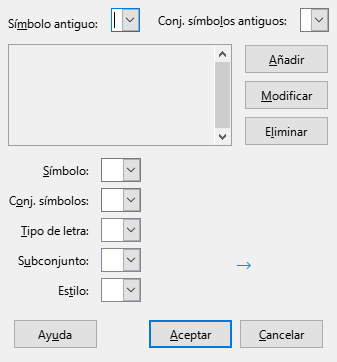 Símbolo antiguo: Conj. símbolos antiguos:
Añadir
Modificar
Eliminar
Símbolo:
Conj. símbolos:
Tipo de letra:
Subconjunto:
→
Estilo:
Ayuda Aceptar Cancelar